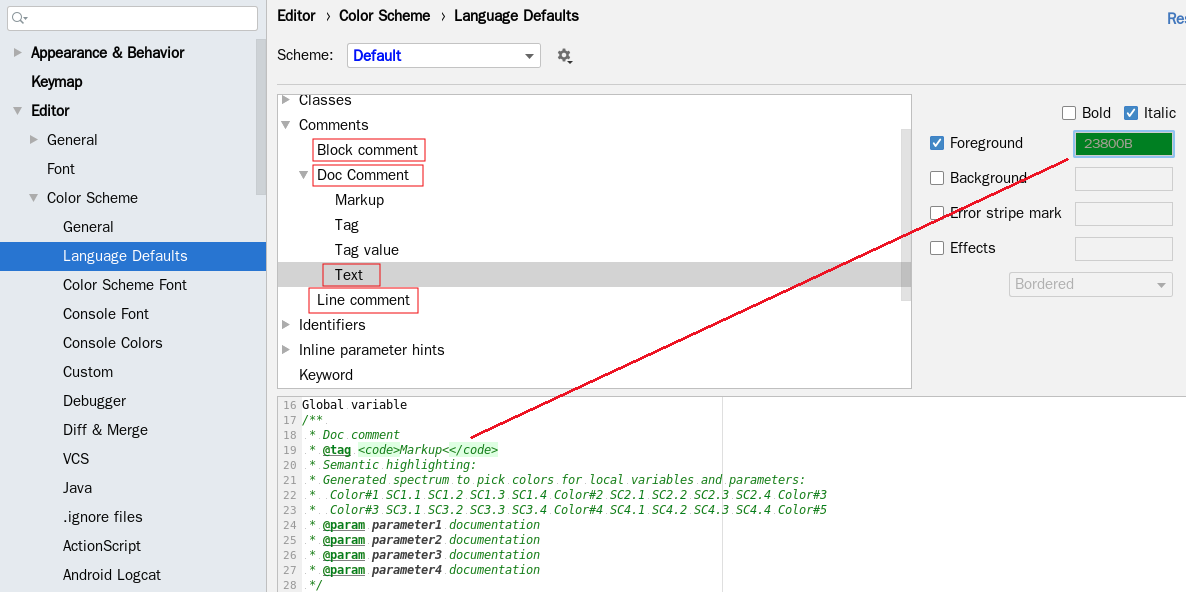 Editor › Color Scheme › Language Defaults
Res
Scheme: Default
Appearance & Behavior
Keymap
Editor
General
Font
Color Scheme
General
Language Defaults
Color Scheme Font
Console Font
Console Colors
Custom
Debugger
Diff & Merge
VCS
Java
.ignore files
ActionScript
Android Logcat
Classes
Comments
Block comment
Doc Comment
Markup
Tag
Tag value
Text
Line comment
Identifiers
Inline parameter hints
Keyword
Bold Italic
Foreground 23800B
Background
Error stripe mark
Effects
Bordered
16 Global variable
17 /**
18  * Doc comment
19  * @tag <code>Markup<</code>
20  * Semantic highlighting:
21  * Generated spectrum to pick colors for local variables and parameters:
22  *  Color#1 SC1.1 SC1.2 SC1.3 SC1.4 Color#2 SC2.1 SC2.2 SC2.3 SC2.4 Color#3
23  *  Color#3 SC3.1 SC3.2 SC3.3 SC3.4 Color#4 SC4.1 SC4.2 SC4.3 SC4.4 Color#5
24  * @param parameter1 documentation
25  * @param parameter2 documentation
26  * @param parameter3 documentation
27  * @param parameter4 documentation
28  */